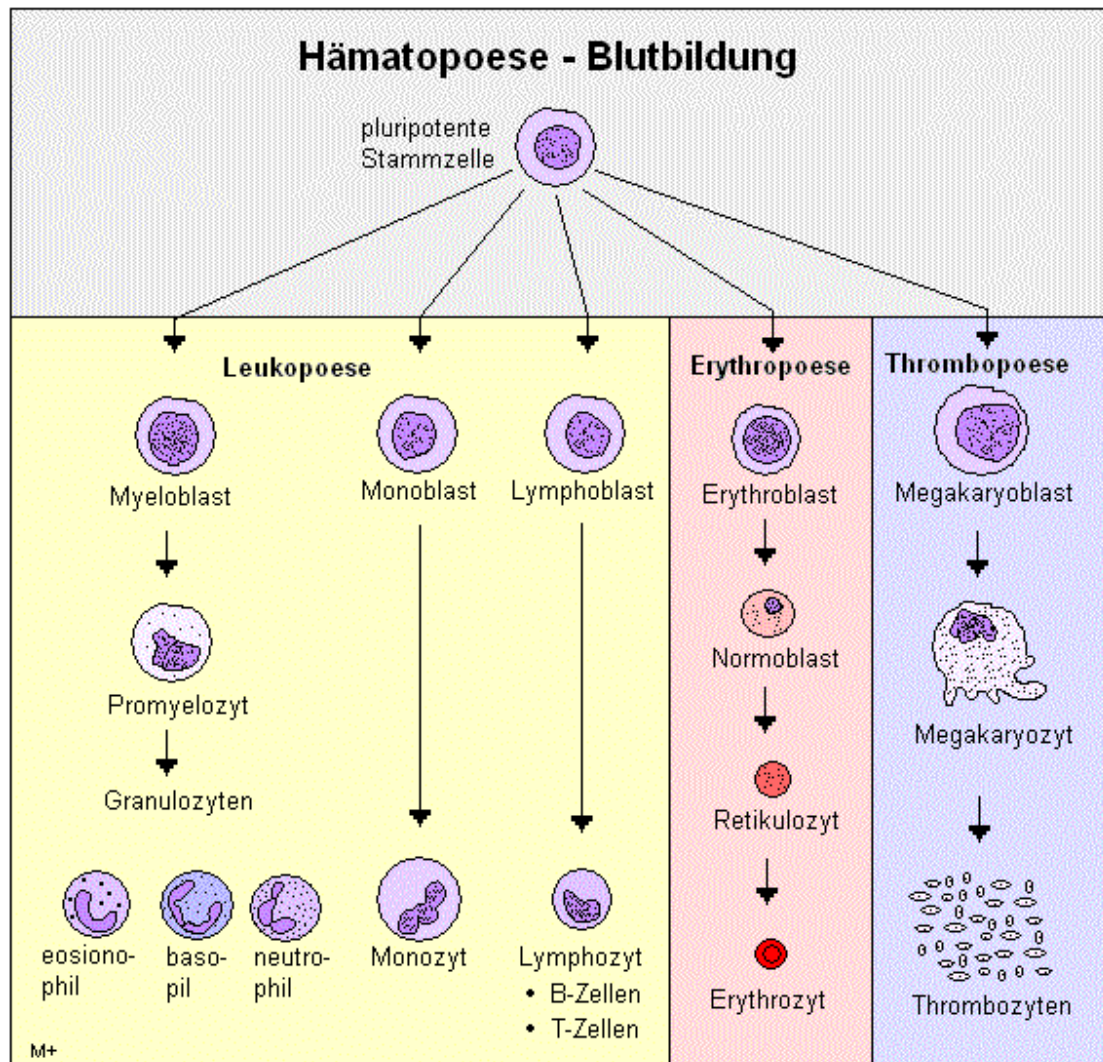 Hämatopoese - Blutbildung
pluripotente
Stammzelle
Leukopoese
Erythropoese
Thrombopoese
Myeloblast
Monoblast
Lymphoblast
Erythroblast
Megakaryoblast
Promyelozyt
Normoblast
Megakaryozyt
Granulozyten
Retikulozyt
eosiono-
phil
baso-
pil
neutro-
phil
Monozyt
Lymphozyt
• B-Zellen
• T-Zellen
Erythrozyt
Thrombozyten
M+